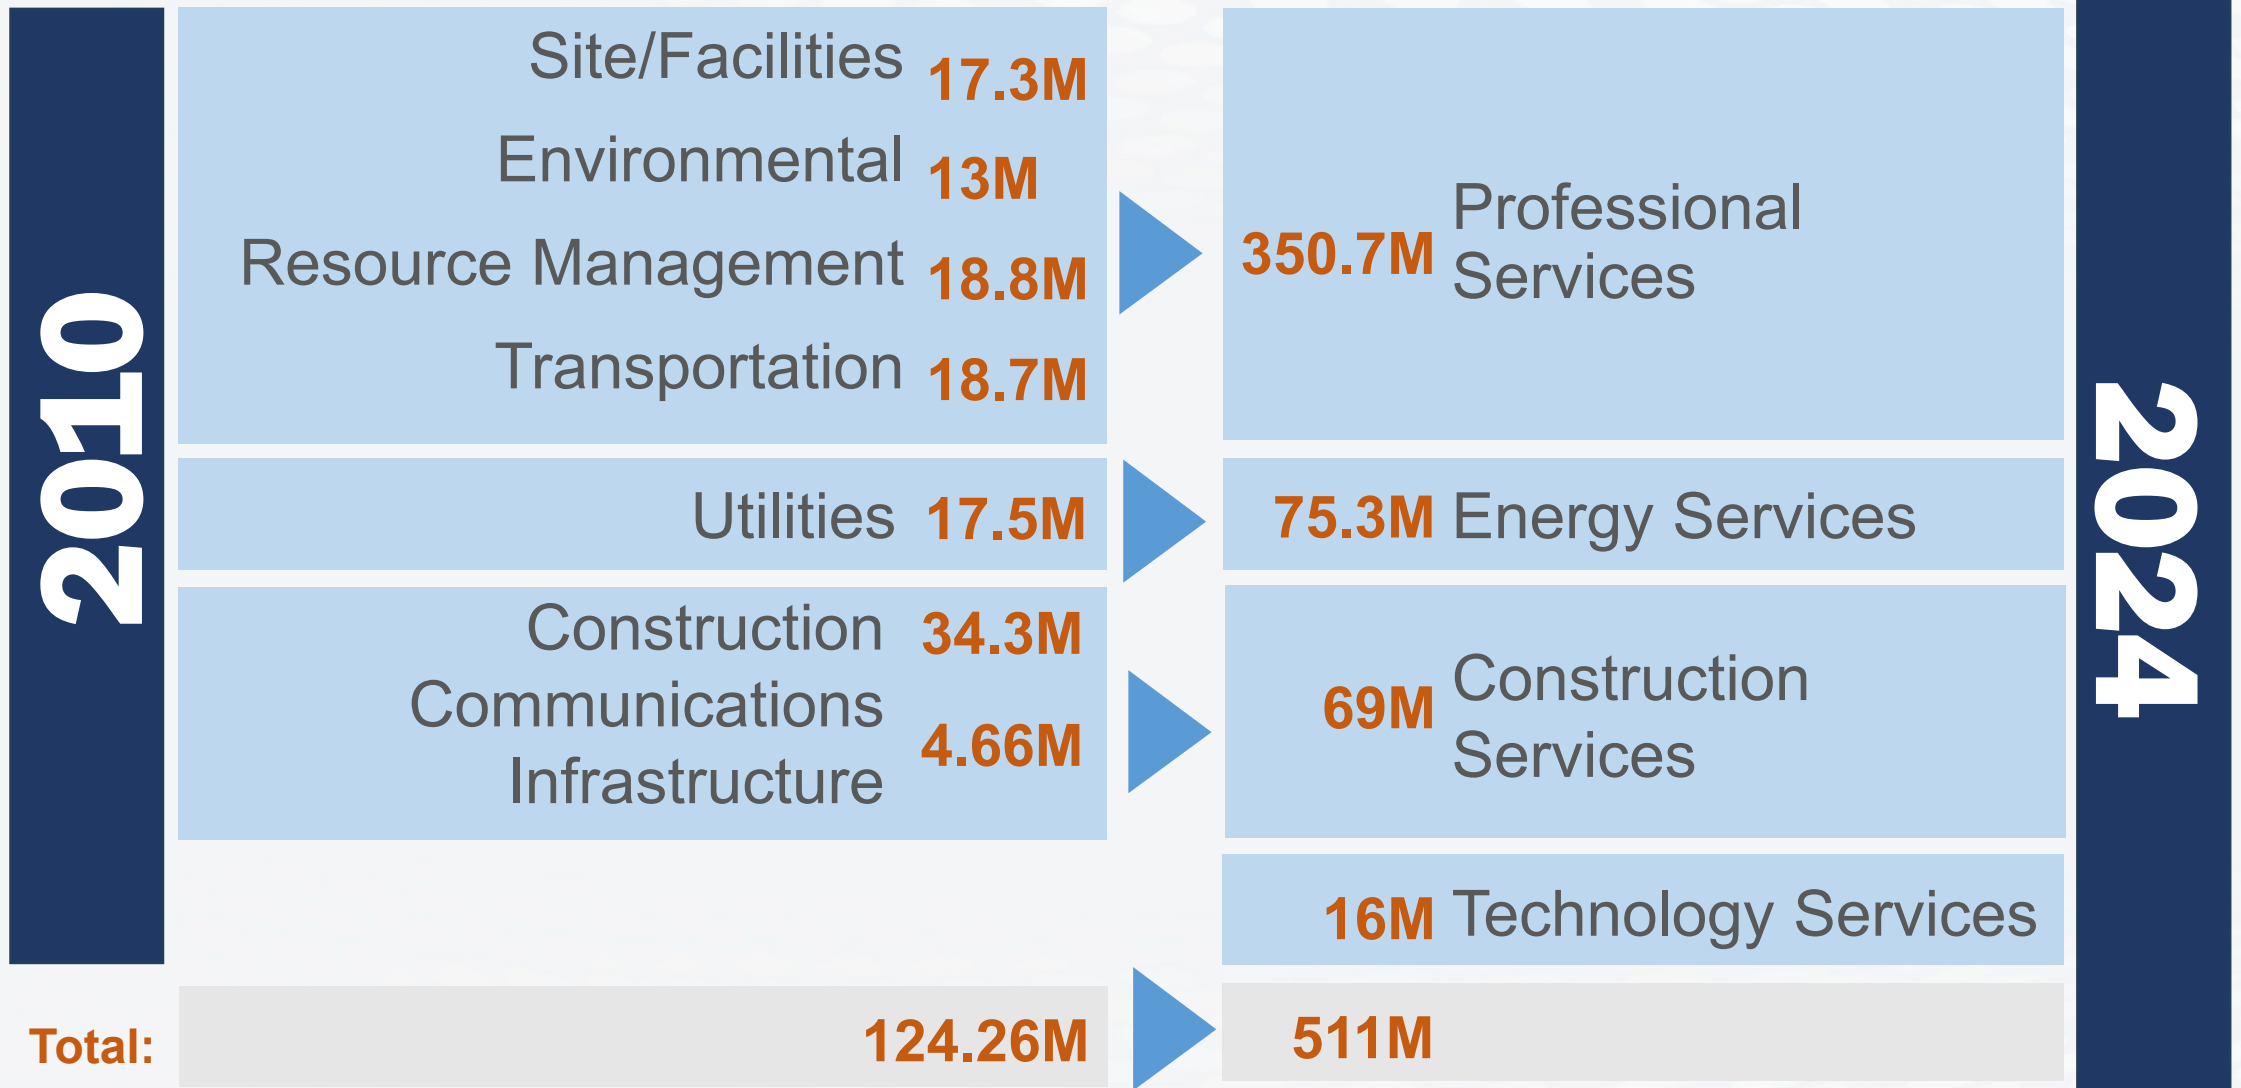 2010
Site/Facilities 17.3M
Environmental 13M
Resource Management 18.8M
Transportation 18.7M
350.7M Professional
Services
Utilities 17.5M
75.3M Energy Services
Construction 34.3M
Communications
Infrastructure 4.66M
69M Construction
Services
16M Technology Services
2024
Total: 124.26M 511M